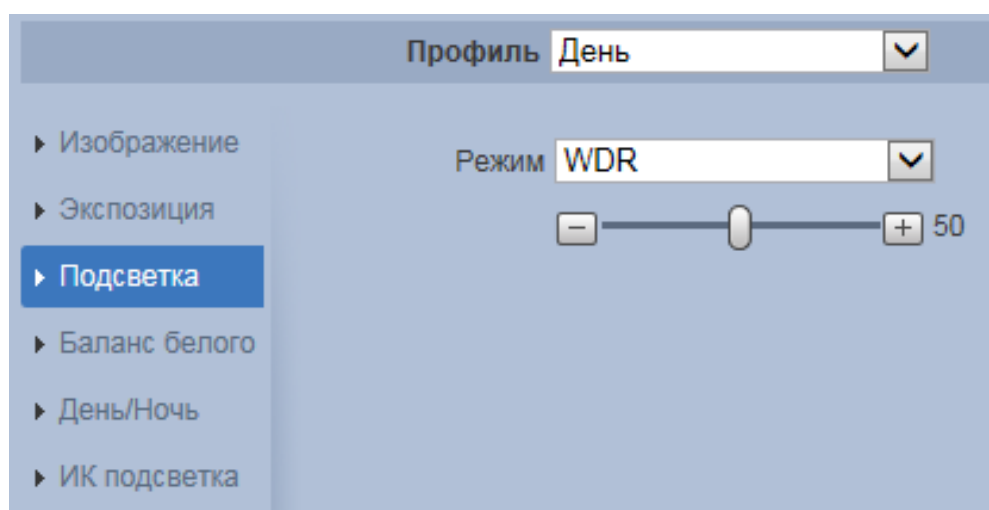 Профиль День
Изображение
Режим WDR
Экспозиция
50
Подсветка
Баланс белого
День/Ночь
ИК подсветка